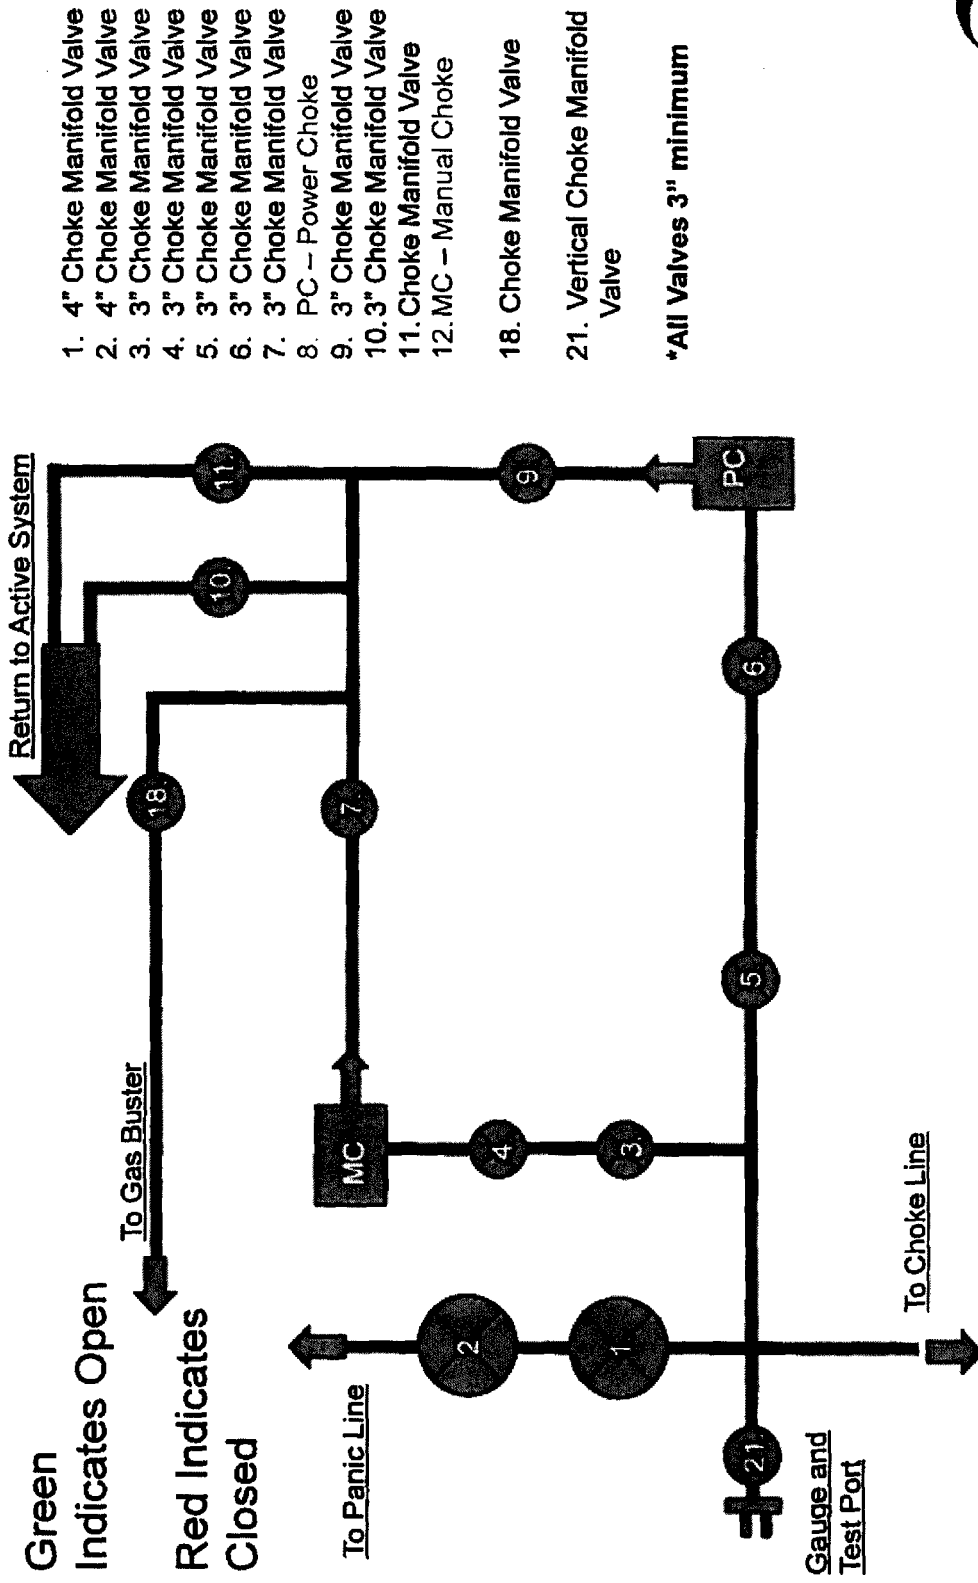 Green
Indicates Open
Red Indicates
Closed
To Gas Buster
Return to Active System
To Panic Line
To Choke Line
Gauge and
Test Port
18.
10.
11.
7.
9
MC
4
3.
2.
1.
21.
5
6.
PC
1. 4" Choke Manifold Valve
2. 4" Choke Manifold Valve
3. 3" Choke Manifold Valve
4. 3" Choke Manifold Valve
5. 3" Choke Manifold Valve
6. 3" Choke Manifold Valve
7. 3" Choke Manifold Valve
8. PC – Power Choke
9. 3" Choke Manifold Valve
10. 3" Choke Manifold Valve
11. Choke Manifold Valve
12. MC – Manual Choke
18. Choke Manifold Valve
21. Vertical Choke Manifold
Valve
*All Valves 3" minimum